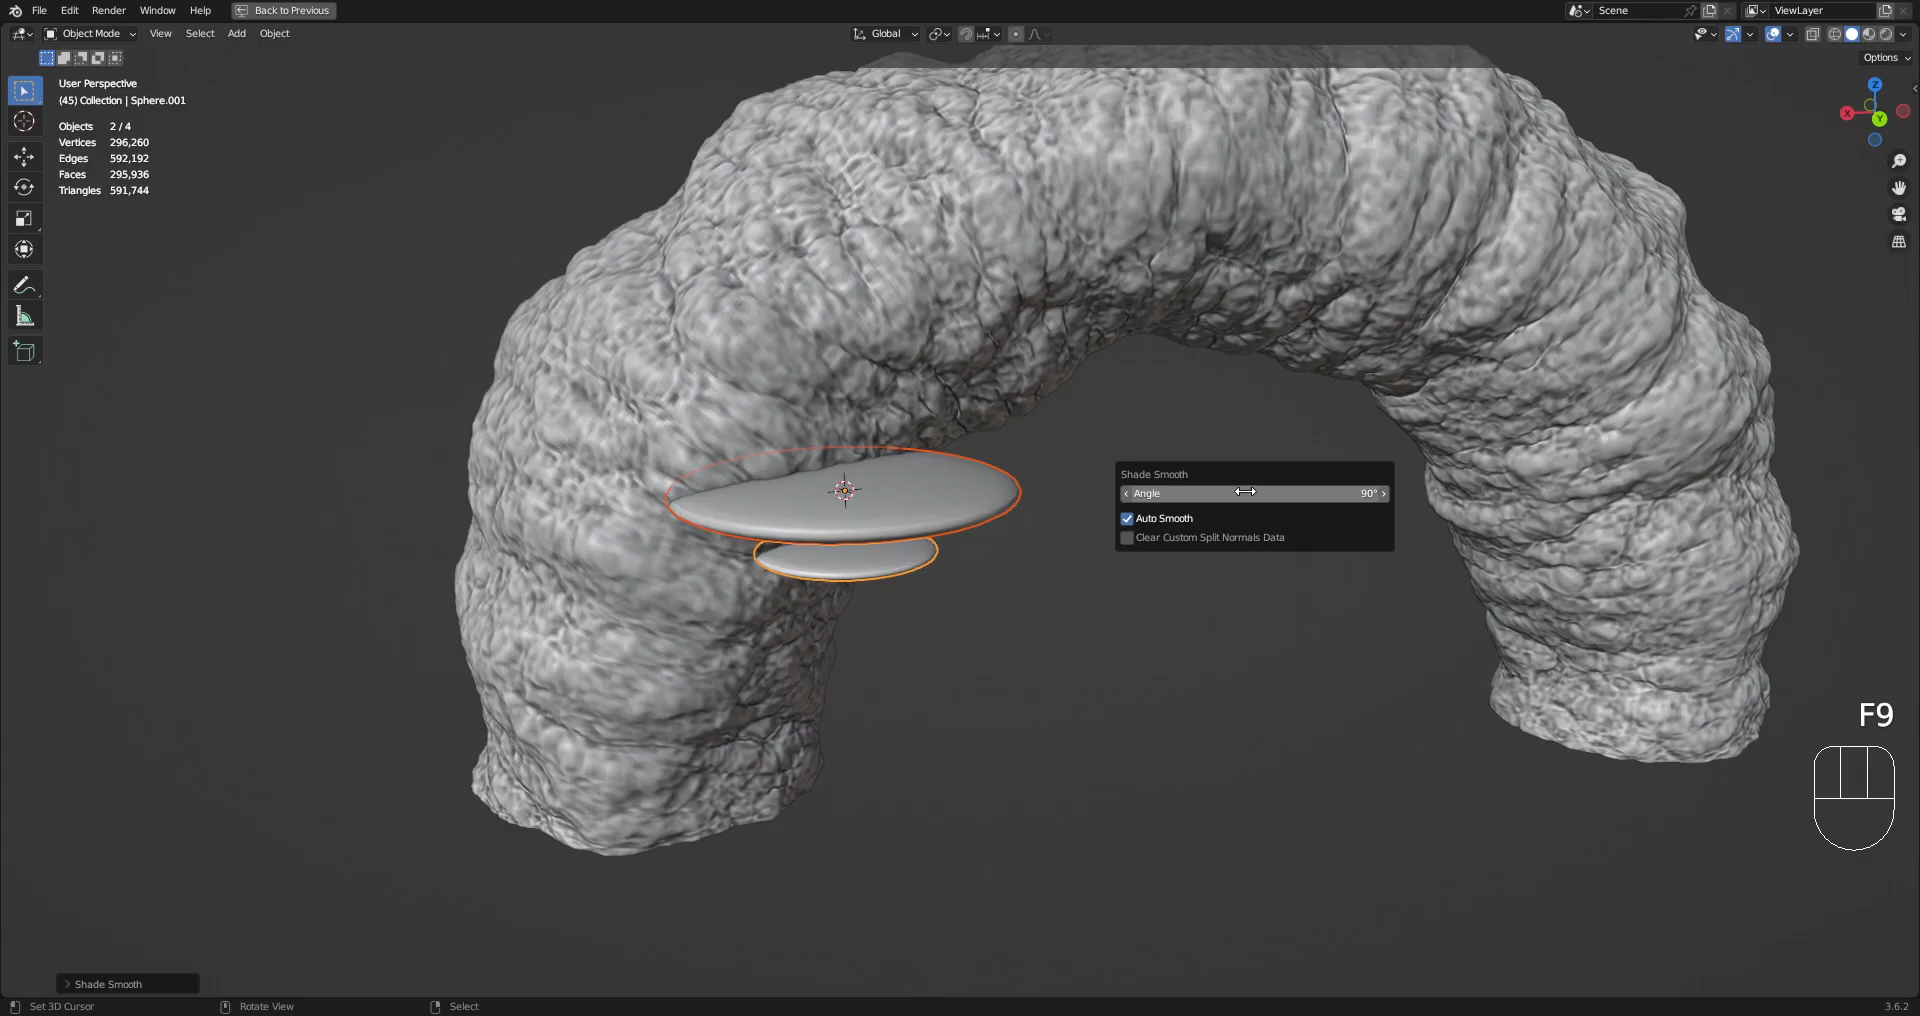 File Edit Render Window Help Back to Previous Scene ViewLayer
Object Mode View Select Add Object Global
Options
User Perspective
(45) Collection | Sphere.001
Objects 2 / 4
Vertices 296,260
Edges 592,192
Faces 295,936
Triangles 591,744
Z
X
Y
Shade Smooth
Angle 90°
Auto Smooth
Clear Custom Split Normals Data
F9
Shade Smooth
Set 3D Cursor Rotate View Select 3.6.2